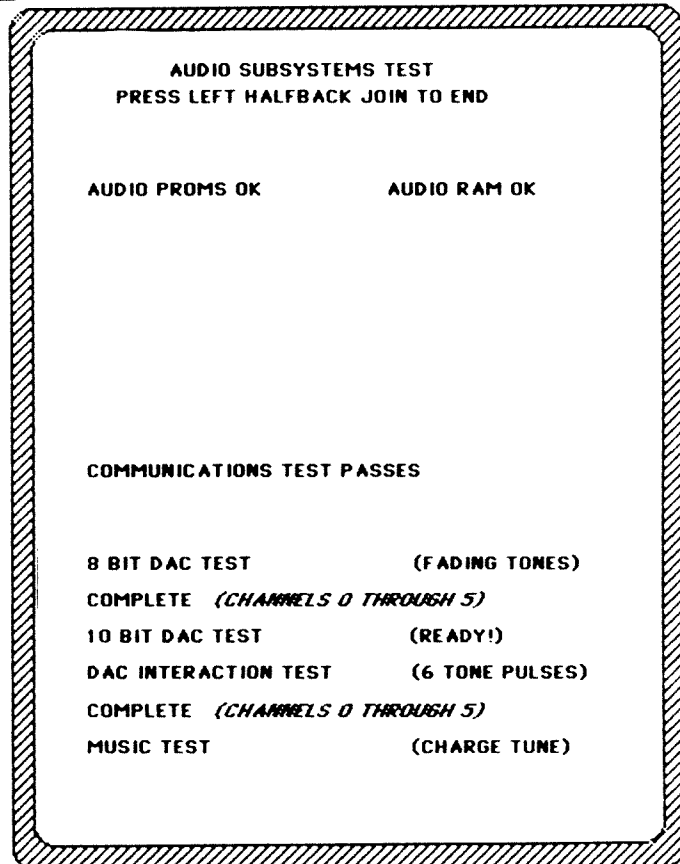 AUDIO SUBSYSTEMS TEST
PRESS LEFT HALFBACK JOIN TO END
AUDIO PROMS OK AUDIO RAM OK
COMMUNICATIONS TEST PASSES
8 BIT DAC TEST (FADING TONES)
COMPLETE (CHANNELS 0 THROUGH 5)
10 BIT DAC TEST (READY!)
DAC INTERACTION TEST (6 TONE PULSES)
COMPLETE (CHANNELS 0 THROUGH 5)
MUSIC TEST (CHARGE TUNE)